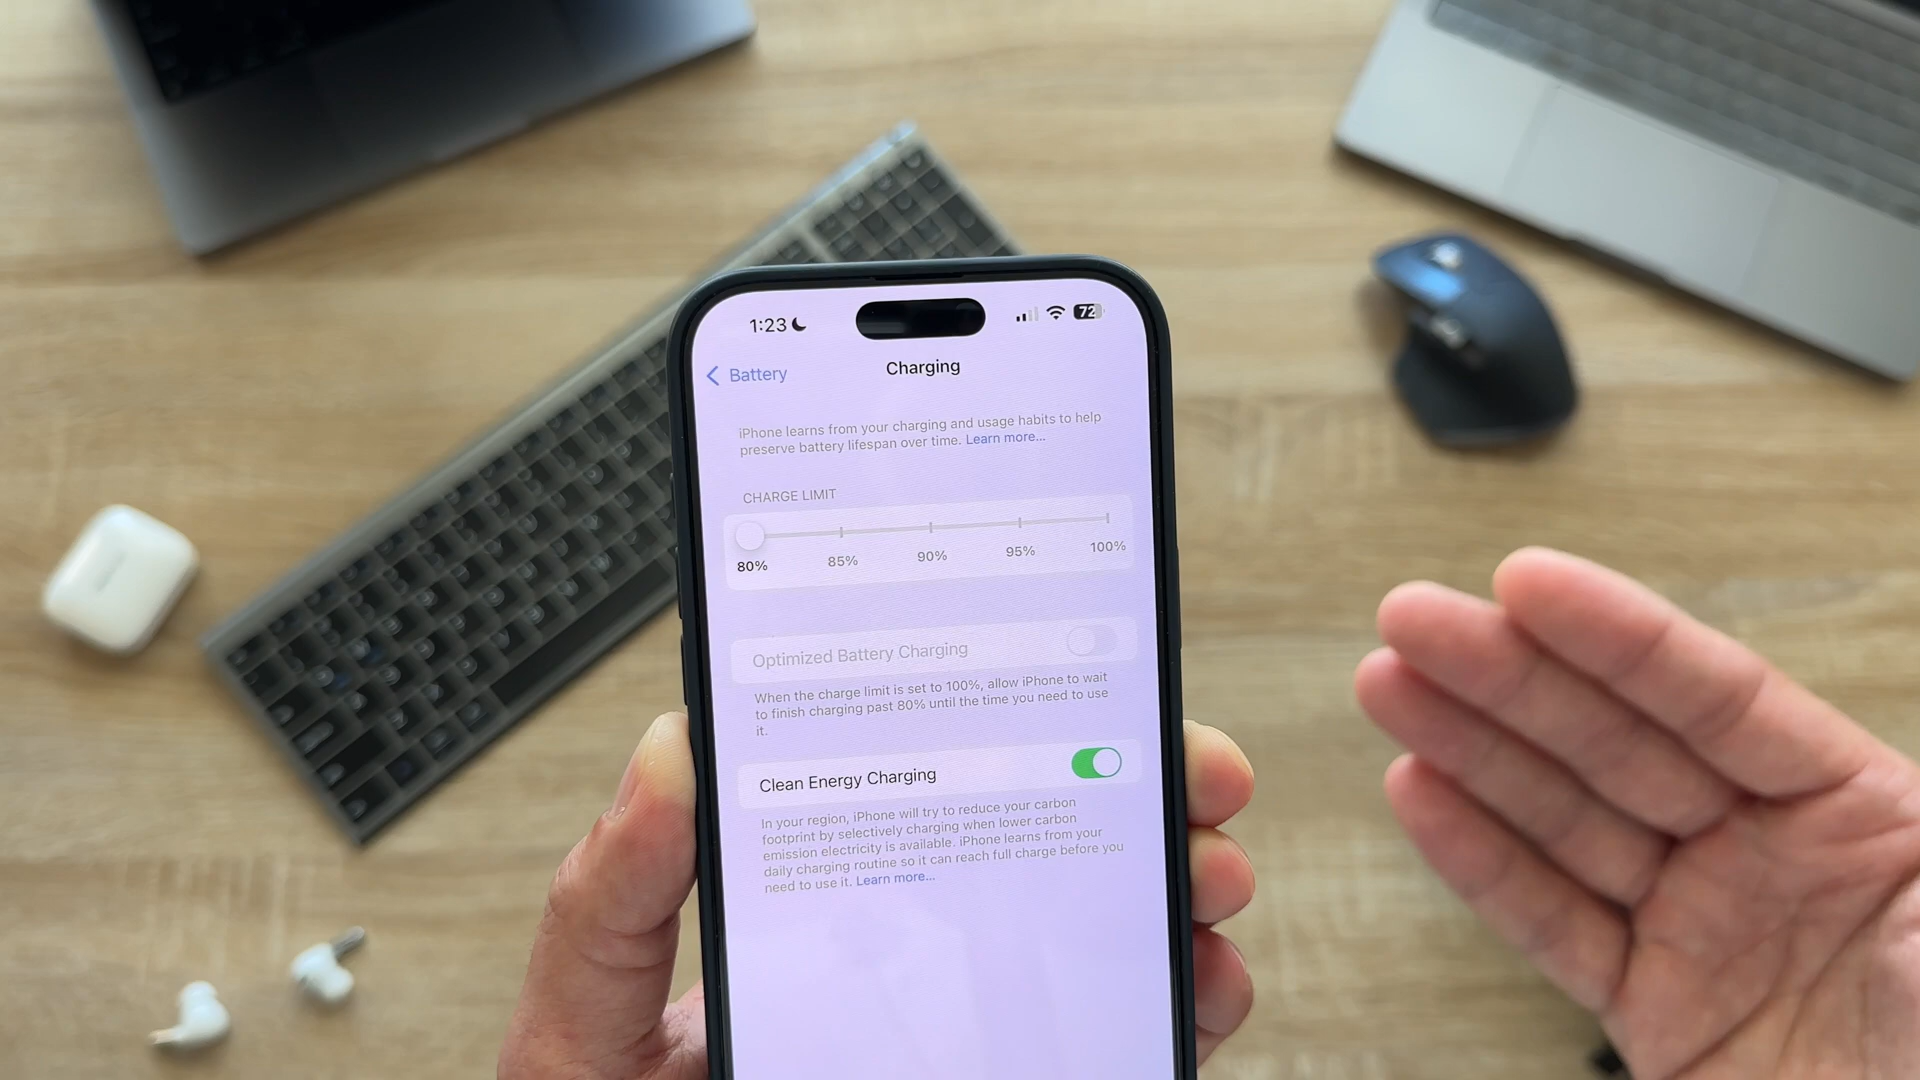 1:23
72
Battery
Charging
iPhone learns from your charging and usage habits to help
preserve battery lifespan over time. Learn more...
CHARGE LIMIT
80% 85% 90% 95% 100%
Optimized Battery Charging
When the charge limit is set to 100%, allow iPhone to wait
to finish charging past 80% until the time you need to use
it.
Clean Energy Charging
In your region, iPhone will try to reduce your carbon
footprint by selectively charging when lower carbon
emission electricity is available. iPhone learns from your
daily charging routine so it can reach full charge before you
need to use it. Learn more...